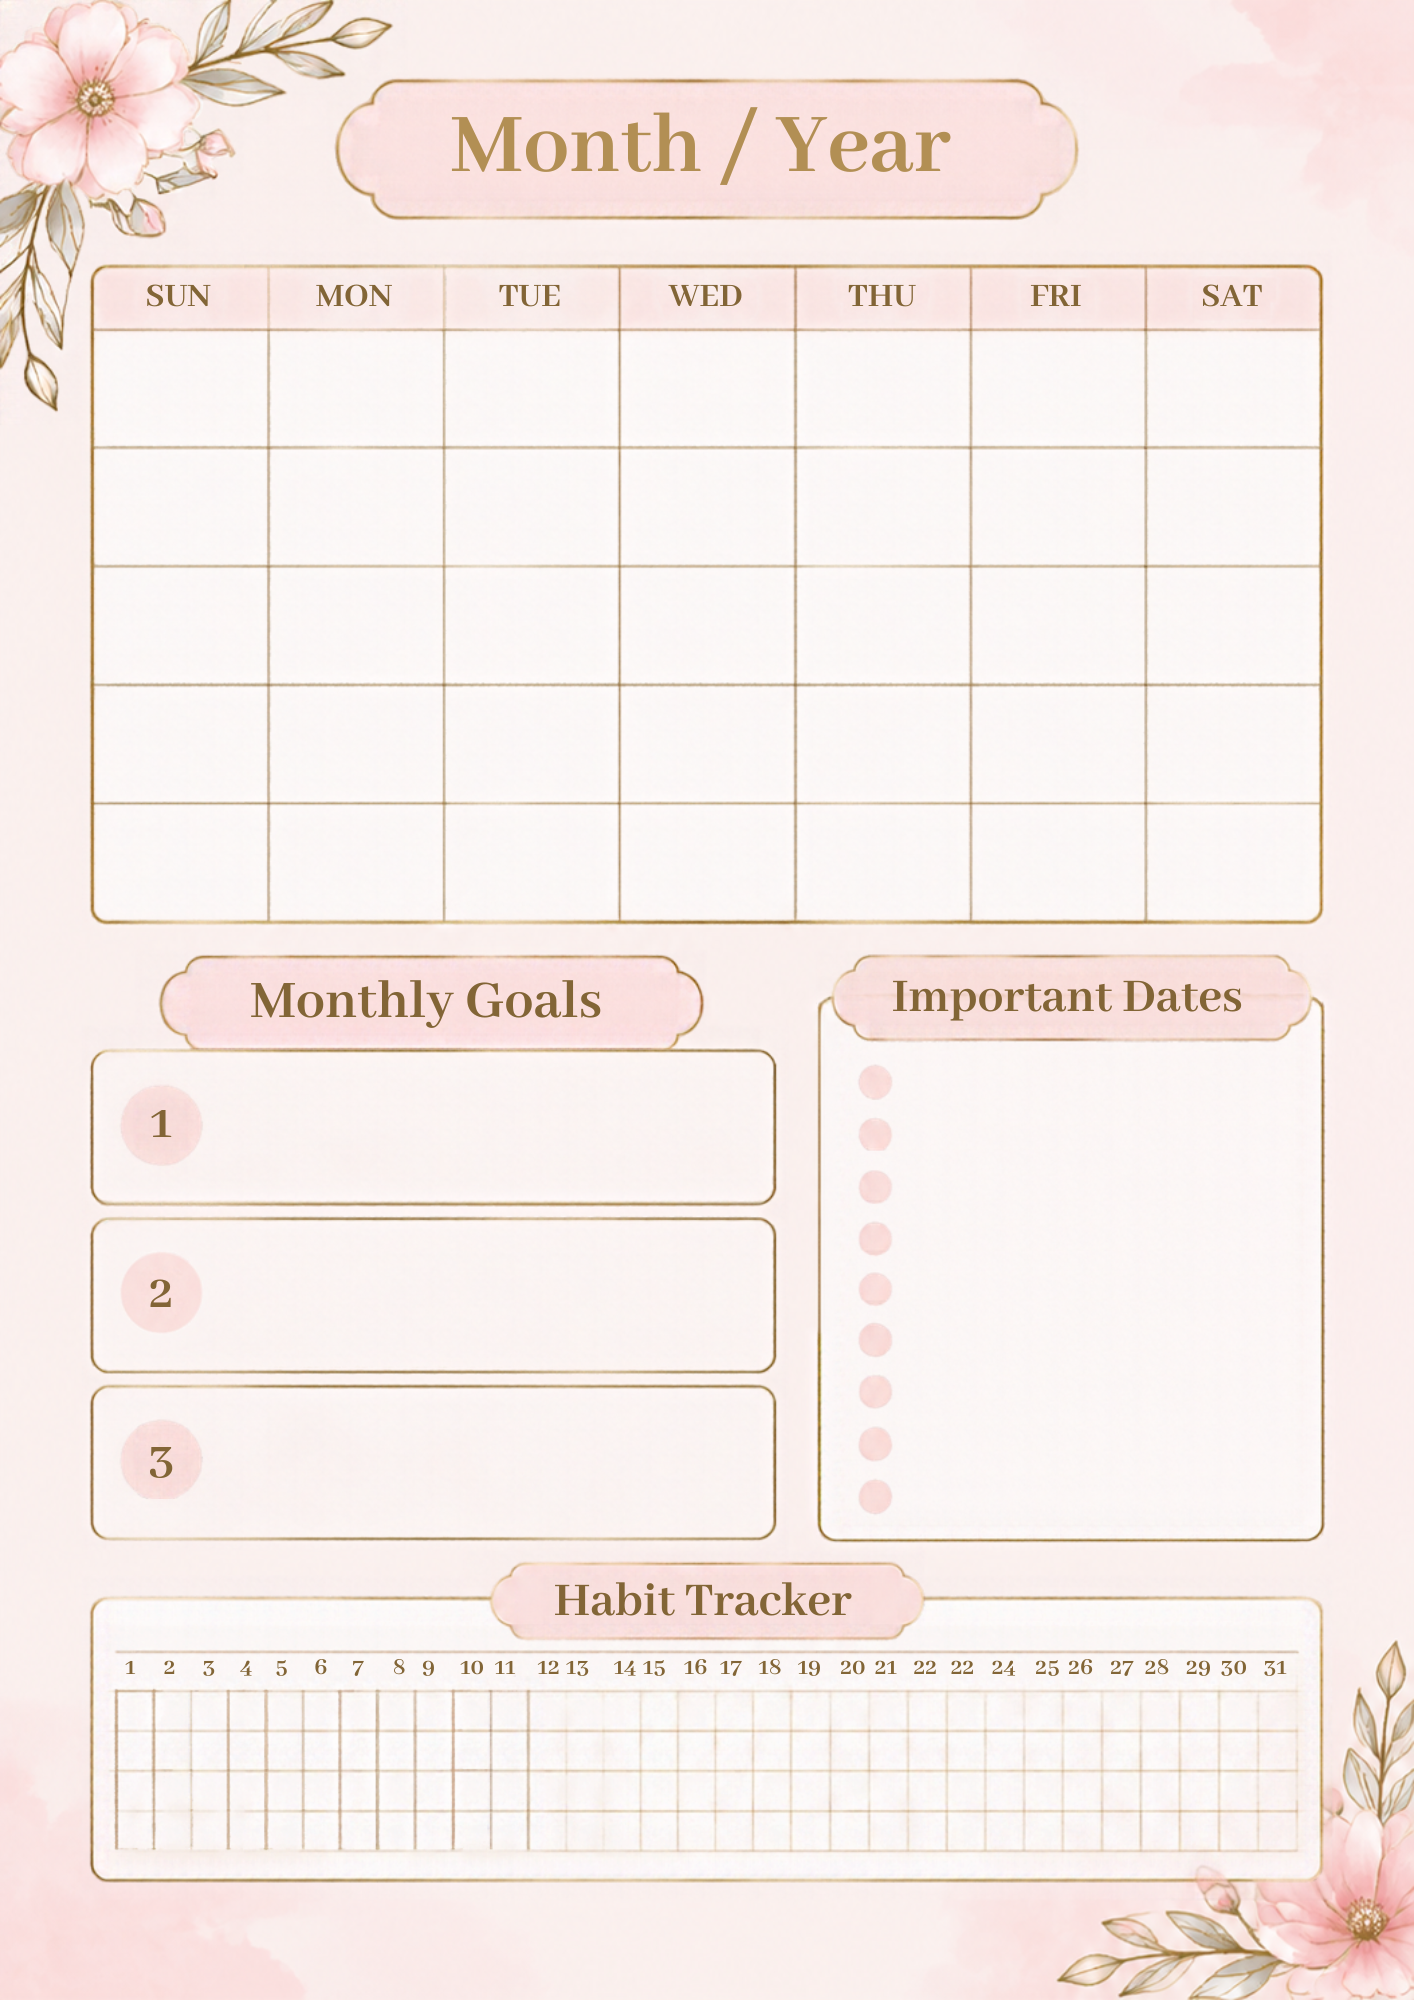 Month / Year
SUN MON TUE WED THU FRI SAT
Monthly Goals
1
2
3
Important Dates
Habit Tracker
1 2 3 4 5 6 7 8 9 10 11 12 13 14 15 16 17 18 19 20 21 22 22 24 25 26 27 28 29 30 31